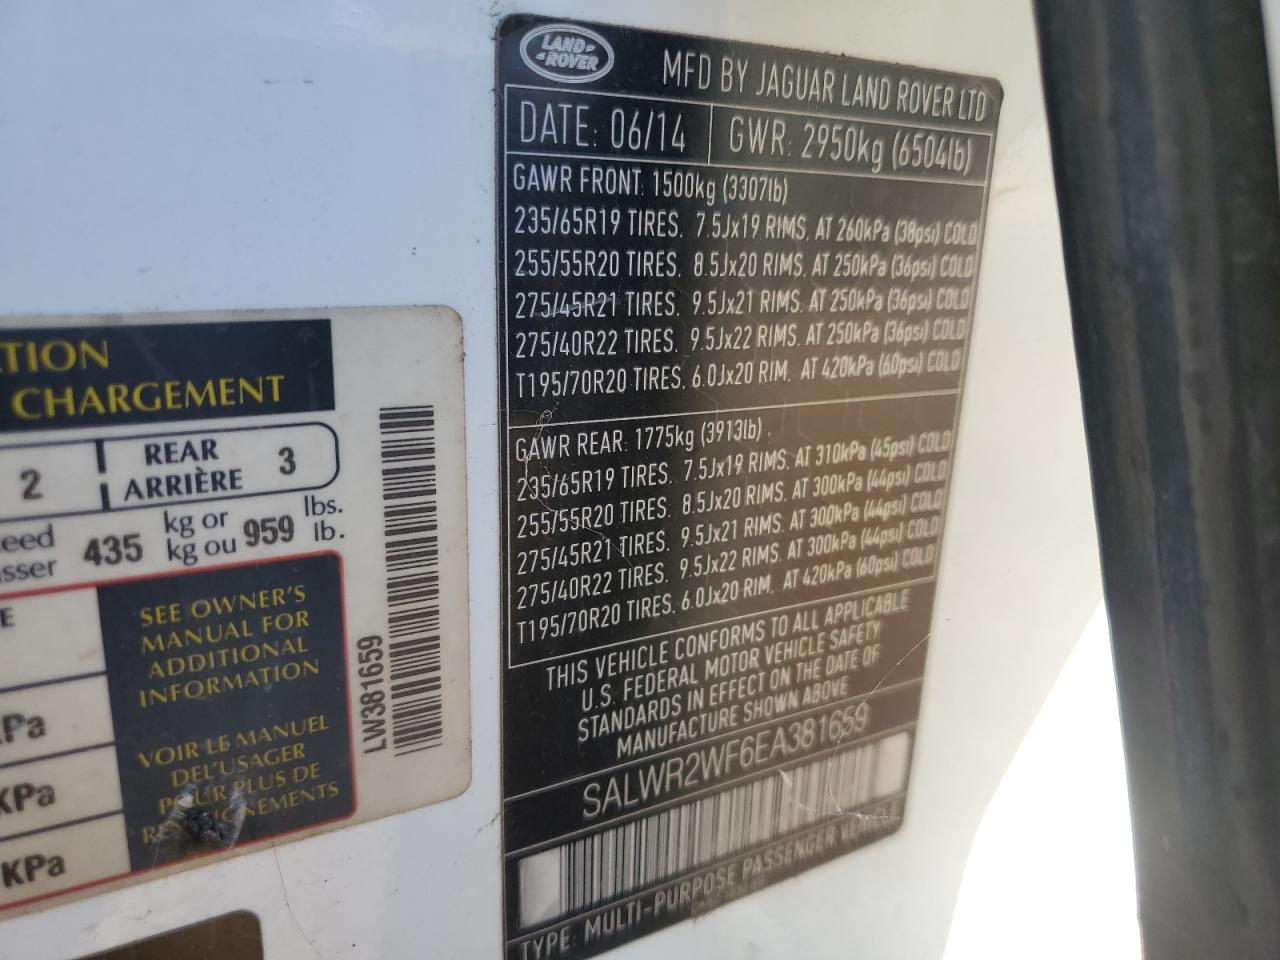 LAND-
-ROVER
MFD BY JAGUAR LAND ROVER LTD
DATE: 06/14
GWR: 2950kg (6504lb)
GAWR FRONT: 1500kg (3307lb)
235/65R19 TIRES. 7.5Jx19 RIMS. AT 260kPa (38psi) COLD
255/55R20 TIRES. 8.5Jx20 RIMS. AT 250kPa (36psi) COLD
275/45R21 TIRES. 9.5Jx21 RIMS. AT 250kPa (36psi) COLD
275/40R22 TIRES. 9.5Jx22 RIMS. AT 250kPa (36psi) COLD
T195/70R20 TIRES. 6.0Jx20 RIM. AT 420kPa (60psi) COLD
GAWR REAR: 1775kg (3913lb)
235/65R19 TIRES. 7.5Jx19 RIMS. AT 310kPa (45psi) COLD
255/55R20 TIRES. 8.5Jx20 RIMS. AT 300kPa (44psi) COLD
275/45R21 TIRES. 9.5Jx21 RIMS. AT 300kPa (44psi) COLD
275/40R22 TIRES. 9.5Jx22 RIMS. AT 300kPa (44psi) COLD
T195/70R20 TIRES. 6.0Jx20 RIM. AT 420kPa (60psi) COLD
THIS VEHICLE CONFORMS TO ALL APPLICABLE
U.S. FEDERAL MOTOR VEHICLE SAFETY
STANDARDS IN EFFECT ON THE DATE OF
MANUFACTURE SHOWN ABOVE
SALWR2WF6EA381659
TYPE: MULTI-PURPOSE PASSENGER VEHICLE
TION
CHARGEMENT
2
REAR
ARRIÈRE
3
eed
sser
435
kg or
kg ou
959
lbs.
lb.
E
SEE OWNER'S
MANUAL FOR
ADDITIONAL
INFORMATION
VOIR LE MANUEL
DEL'USAGER
POUR PLUS DE
RENSEIGNEMENTS
KPa
KPa
KPa
LW381659